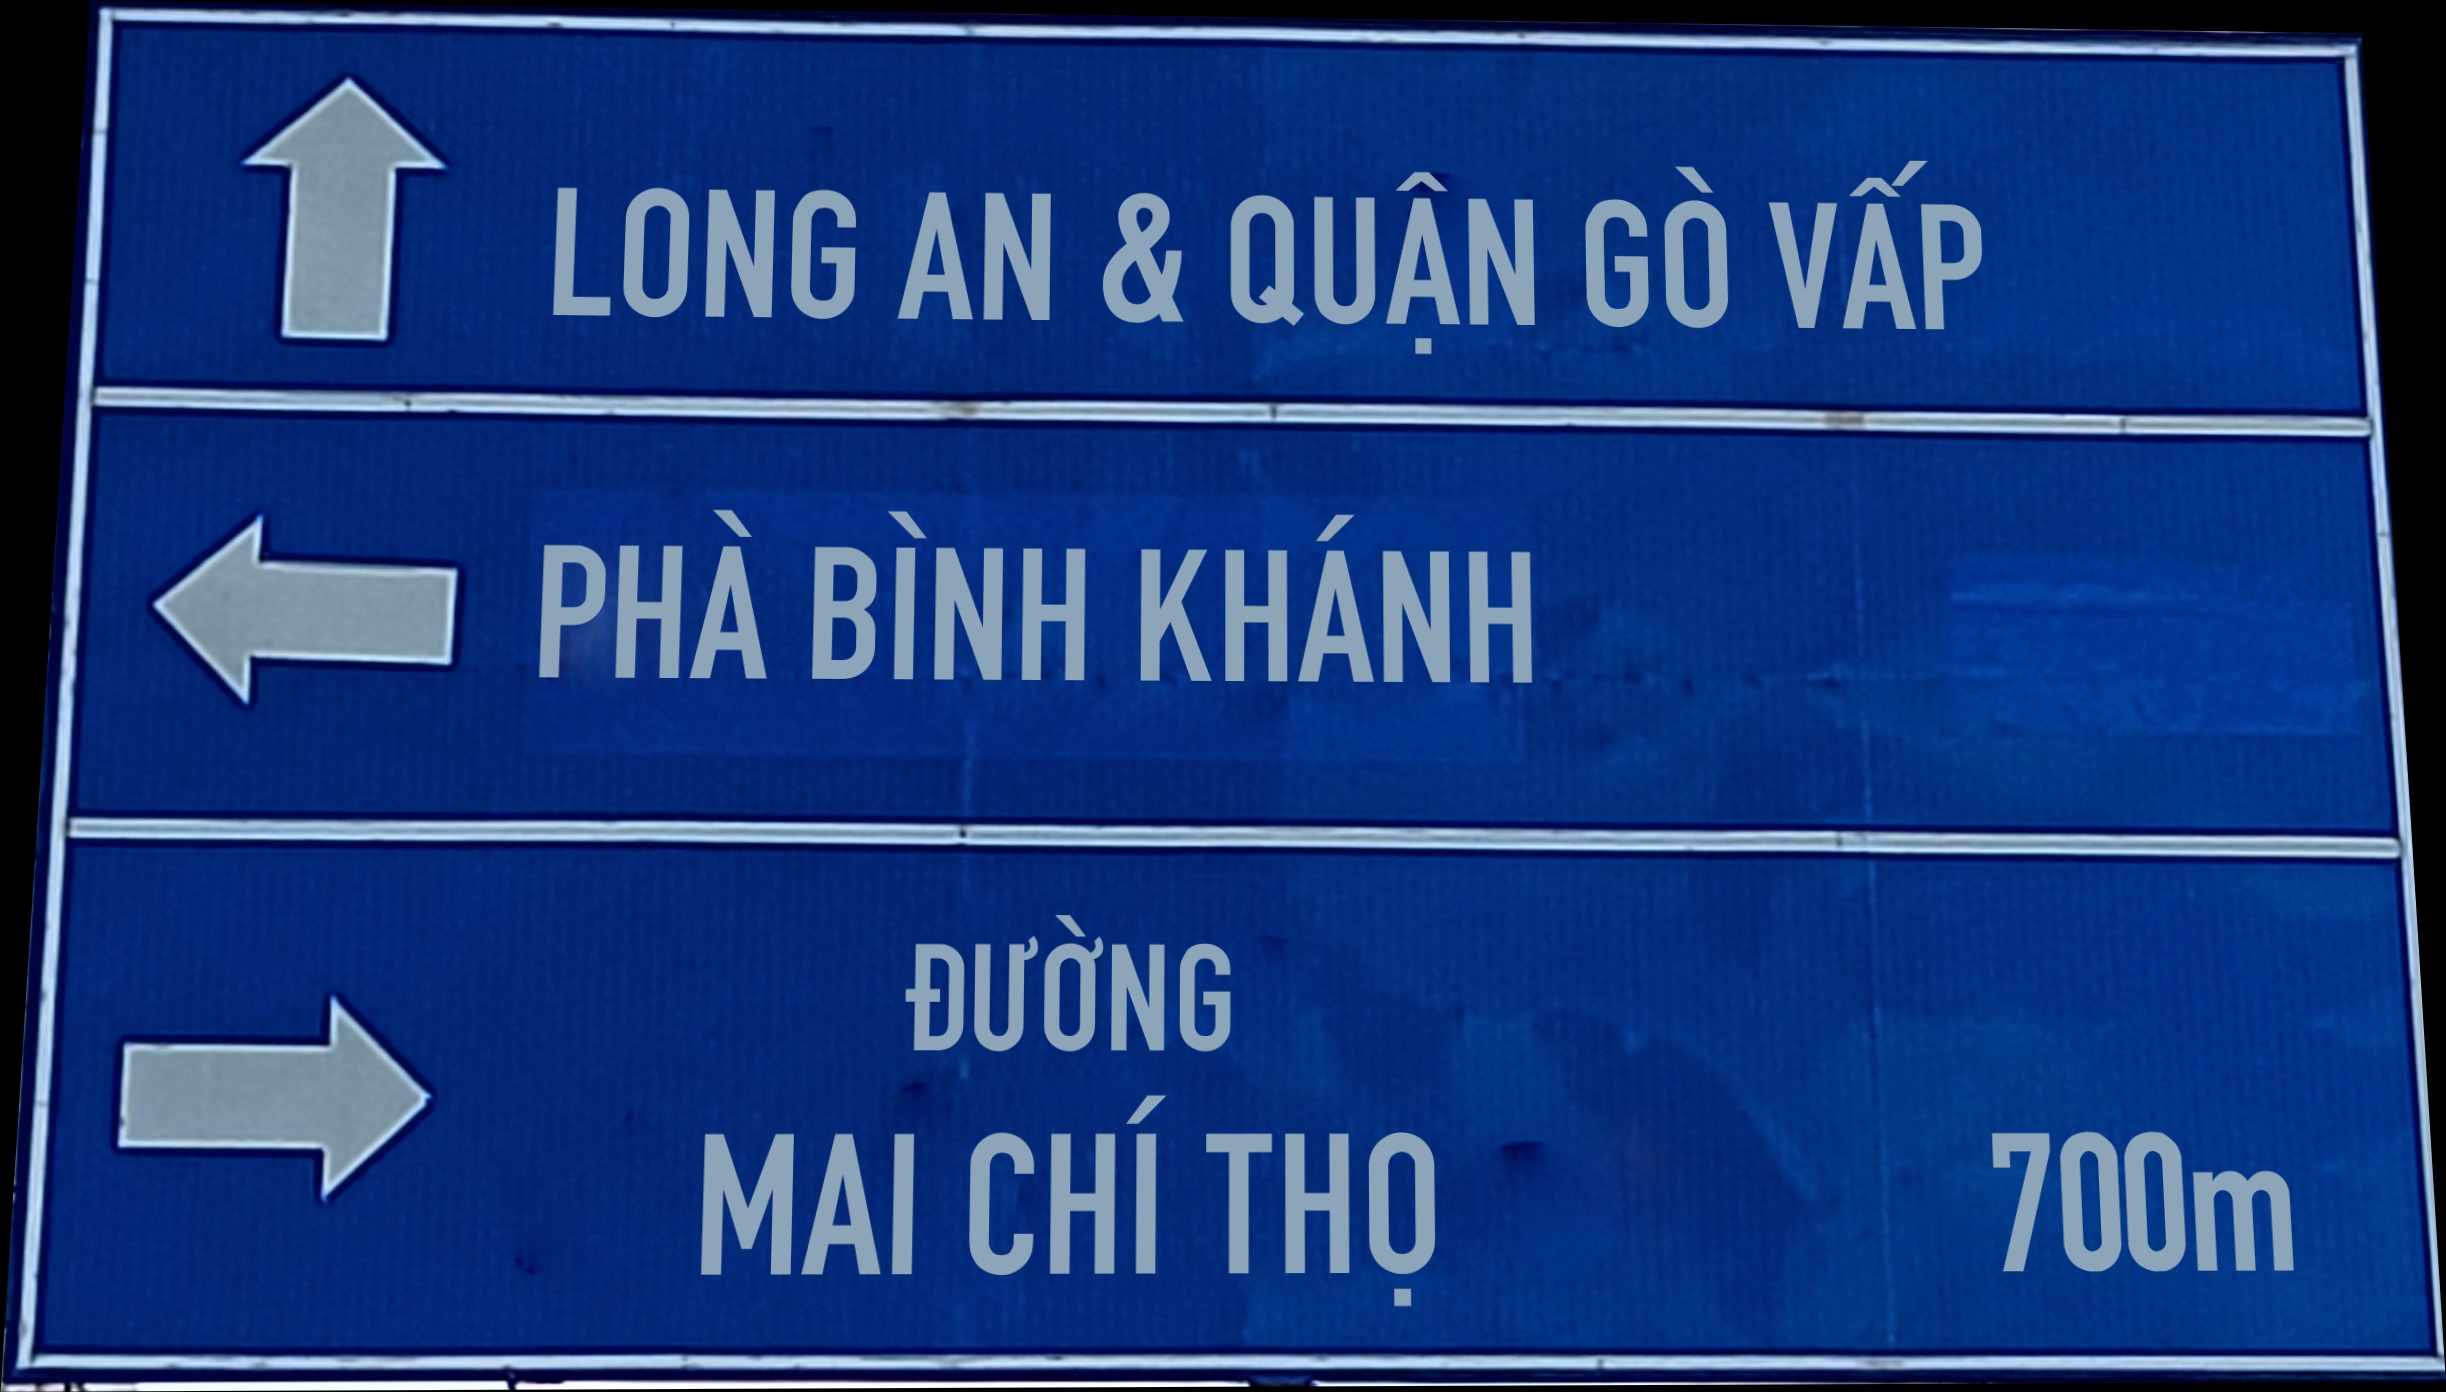 LONG AN & QUẬN GÒ VẤP
PHÀ BÌNH KHÁNH
ĐƯỜNG
MAI CHÍ THỌ 700m